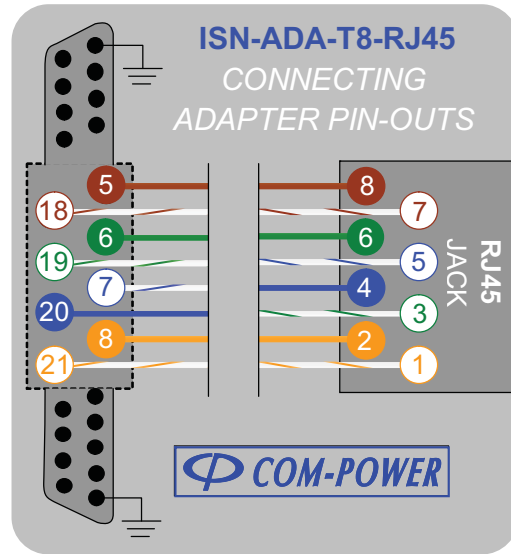 ISN-ADA-T8-RJ45
CONNECTING
ADAPTER PIN-OUTS
5 8
18 7
6 6
19 5
7 4
20 3
8 2
21 1
RJ45
JACK
COM-POWER